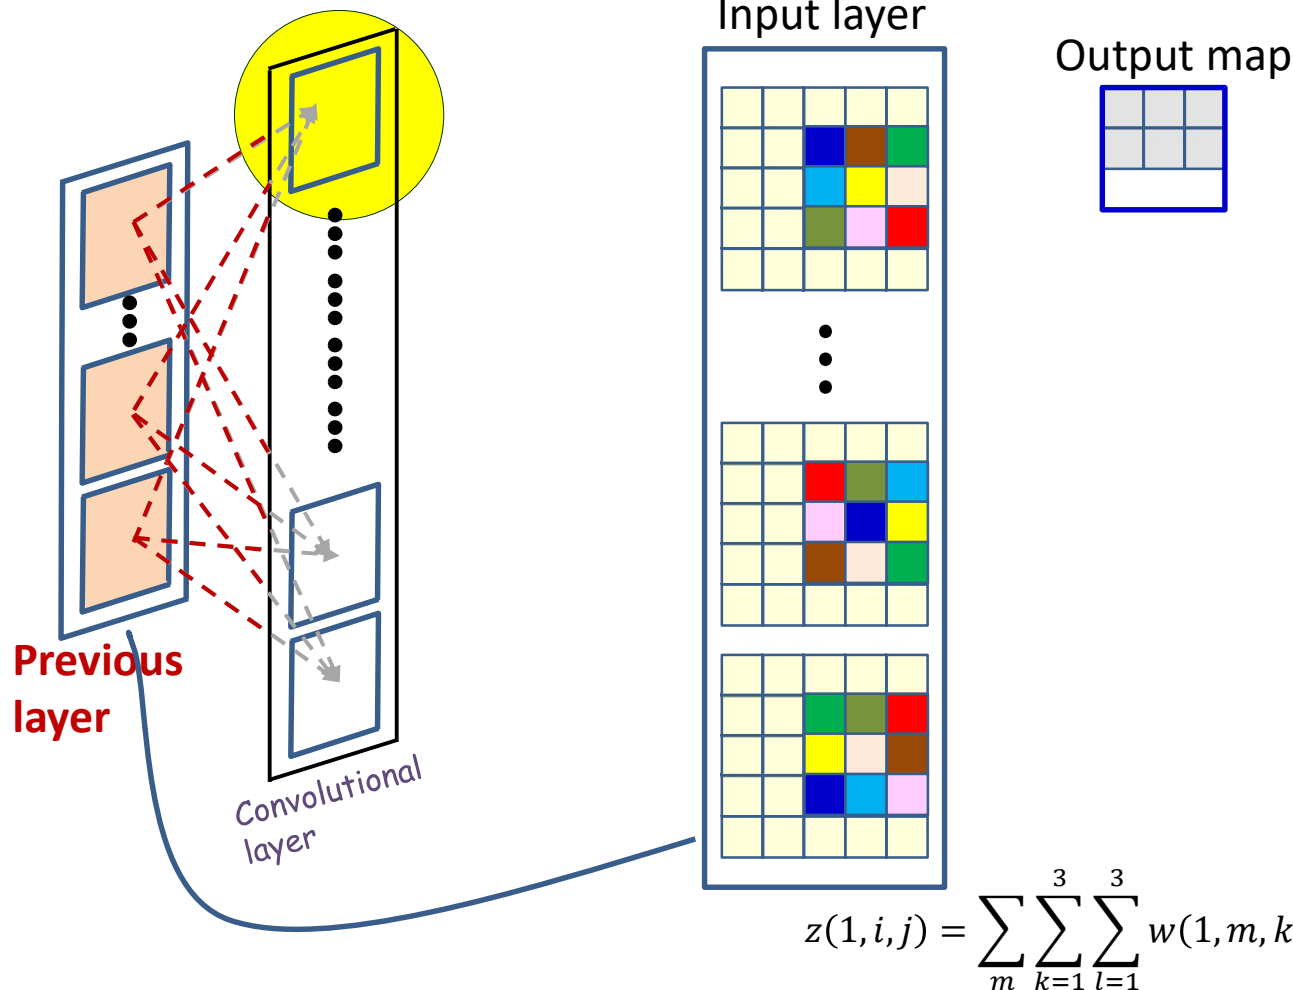 Input layer
Output map
Previous
layer
Convolutional
layer
z(1, i, j) = ∑_m ∑_{k=1}^{3} ∑_{l=1}^{3} w(1, m, k